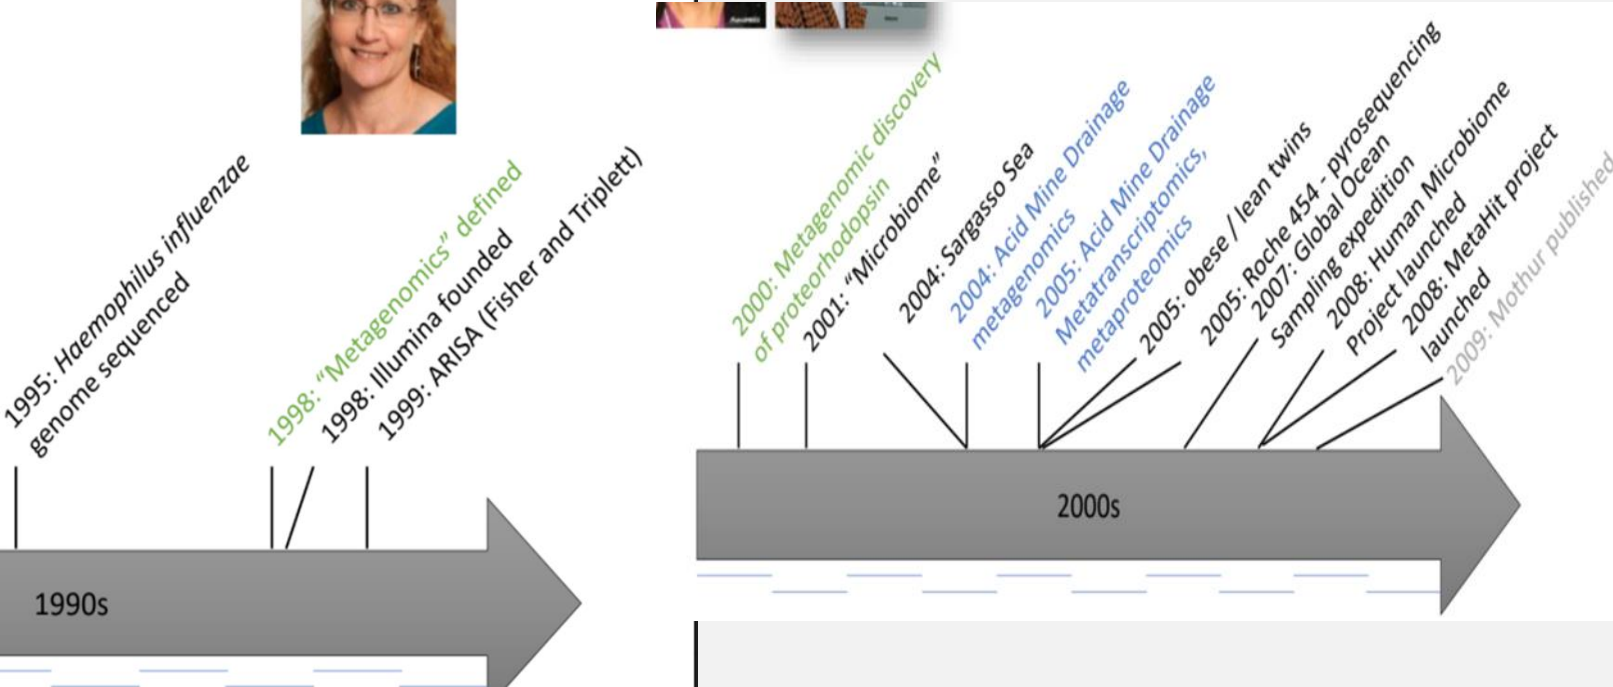 1995: Haemophilus influenzae
genome sequenced
1998: “Metagenomics” defined
1998: Illumina founded
1999: ARISA (Fisher and Triplett)
1990s
2000: Metagenomic discovery
of proteorhodopsin
2001: “Microbiome”
2004: Sargasso Sea
2004: Acid Mine Drainage
metagenomics
2005: Acid Mine Drainage
Metatranscriptomics,
metaproteomics
2005: obese / lean twins
2005: Roche 454 - pyrosequencing
2007: Global Ocean
Sampling expedition
2008: Human Microbiome
Project launched
2008: MetaHit project
launched
2009: Mothur published
2000s